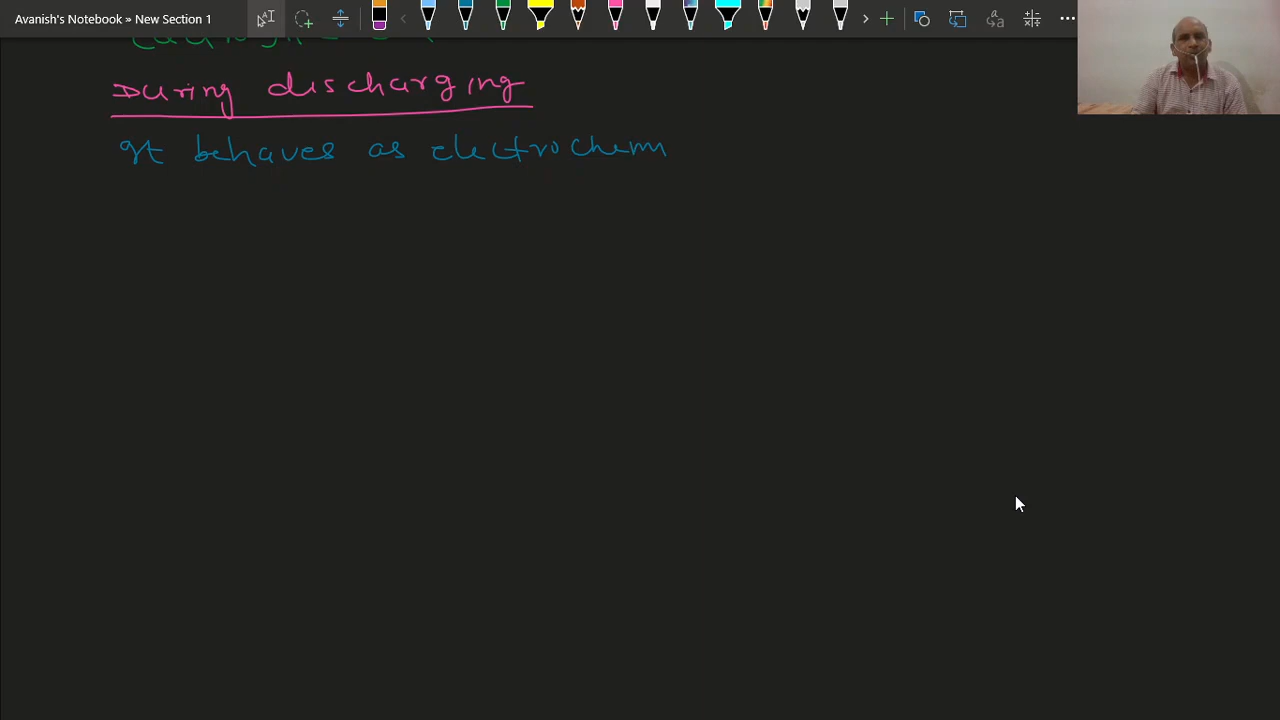 Avanish's Notebook » New Section 1
During discharging
It behaves as electrochem